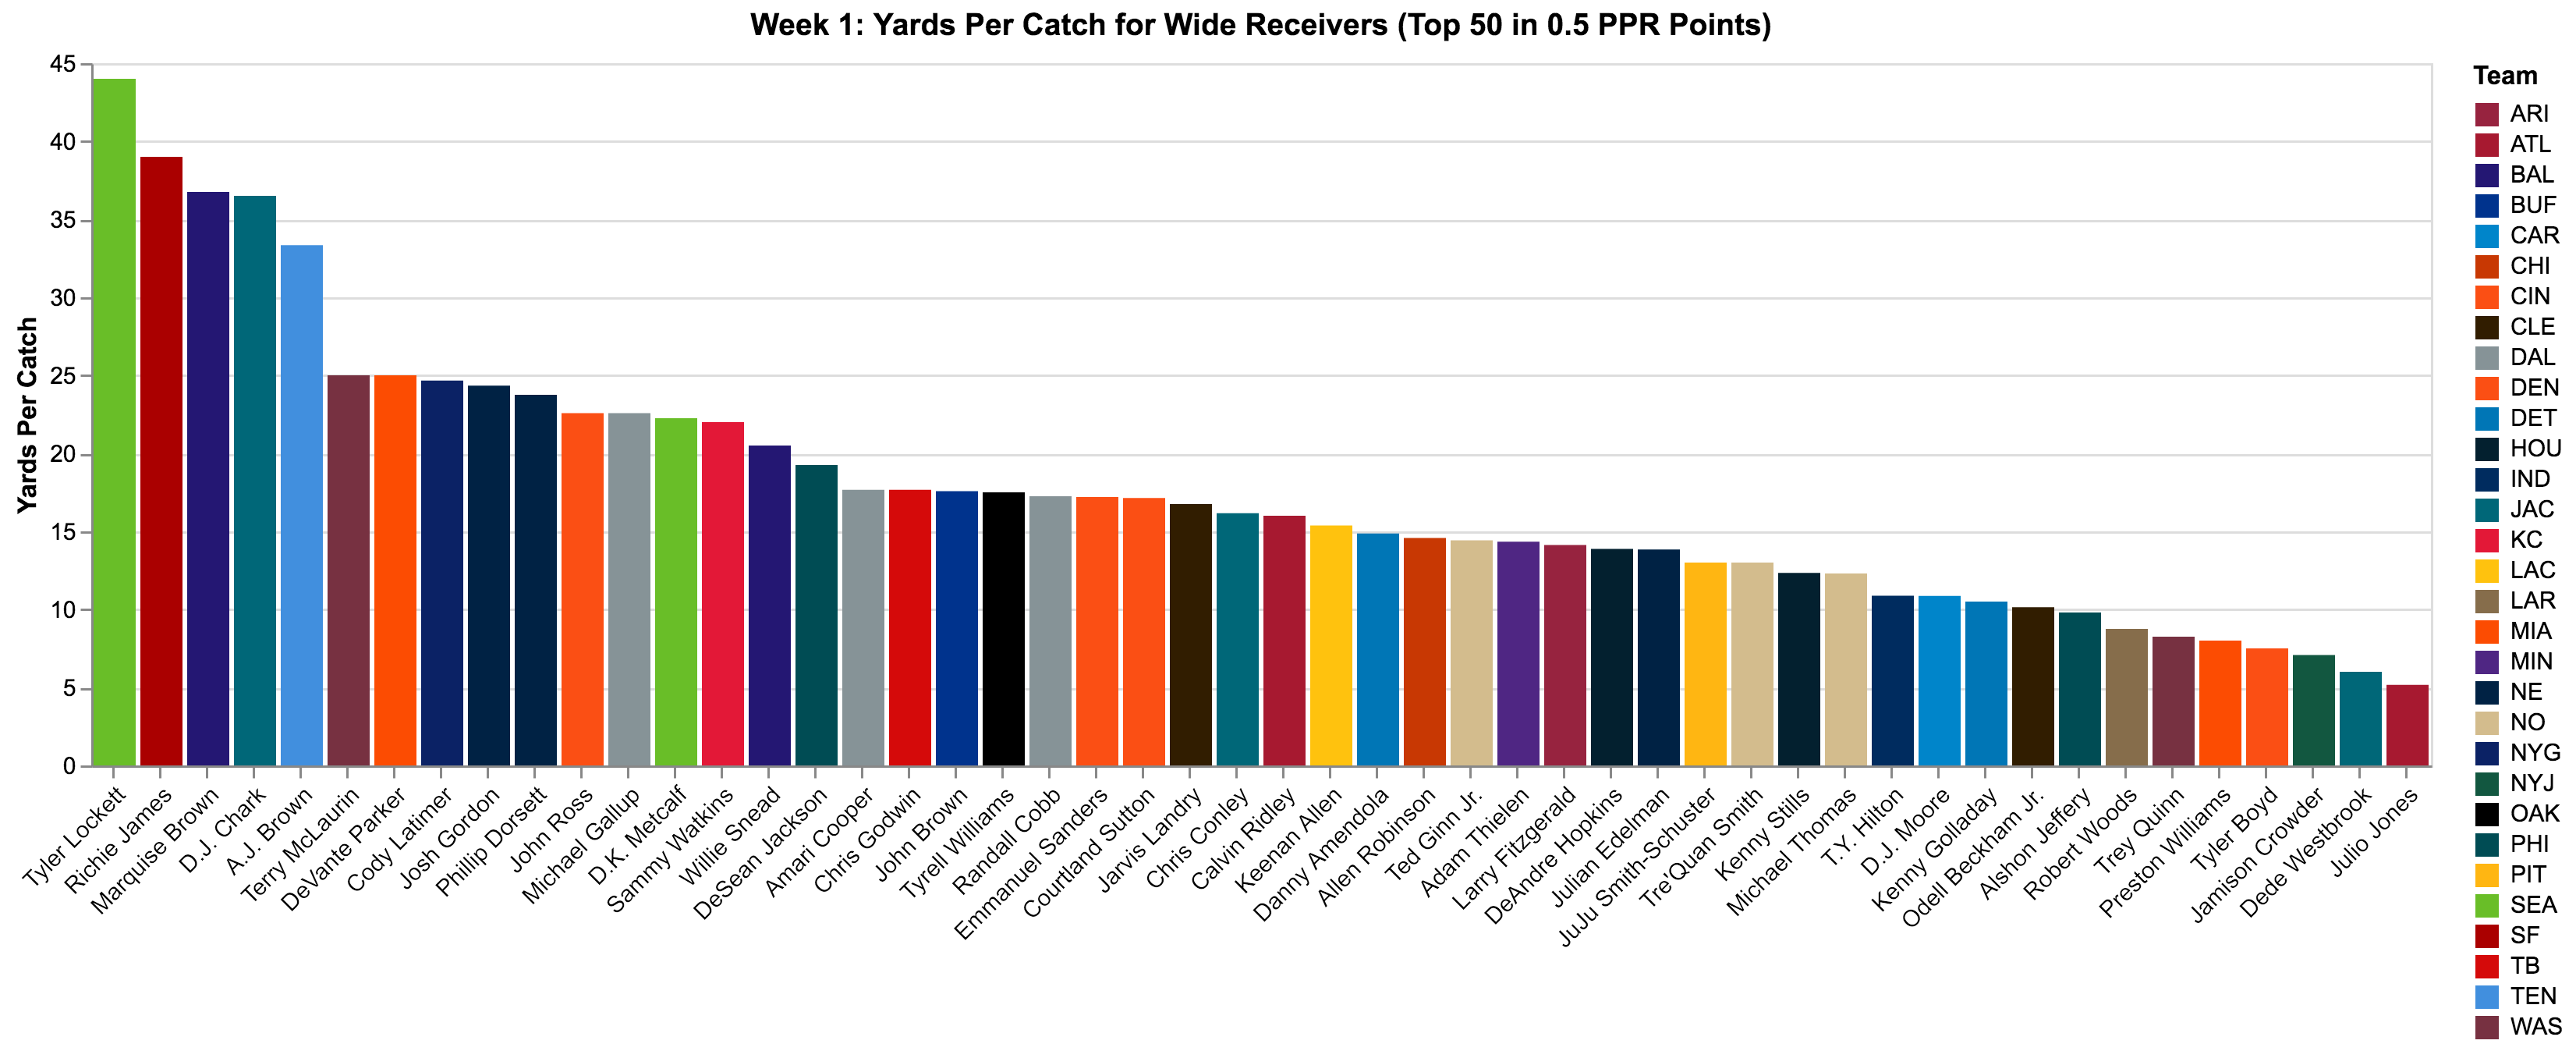 Week 1: Yards Per Catch for Wide Receivers (Top 50 in 0.5 PPR Points)
Yards Per Catch
45
40
35
30
25
20
15
10
5
0
Tyler Lockett
Richie James
Marquise Brown
D.J. Chark
A.J. Brown
Terry McLaurin
DeVante Parker
Cody Latimer
Josh Gordon
Phillip Dorsett
John Ross
Michael Gallup
D.K. Metcalf
Sammy Watkins
Willie Snead
DeSean Jackson
Amari Cooper
Chris Godwin
John Brown
Tyrell Williams
Randall Cobb
Emmanuel Sanders
Courtland Sutton
Jarvis Landry
Chris Conley
Calvin Ridley
Keenan Allen
Danny Amendola
Allen Robinson
Ted Ginn Jr.
Adam Thielen
Larry Fitzgerald
DeAndre Hopkins
Julian Edelman
JuJu Smith-Schuster
Tre'Quan Smith
Kenny Stills
Michael Thomas
T.Y. Hilton
D.J. Moore
Kenny Golladay
Odell Beckham Jr.
Alshon Jeffery
Robert Woods
Trey Quinn
Preston Williams
Tyler Boyd
Jamison Crowder
Dede Westbrook
Julio Jones
Team
ARI
ATL
BAL
BUF
CAR
CHI
CIN
CLE
DAL
DEN
DET
HOU
IND
JAC
KC
LAC
LAR
MIA
MIN
NE
NO
NYG
NYJ
OAK
PHI
PIT
SEA
SF
TB
TEN
WAS